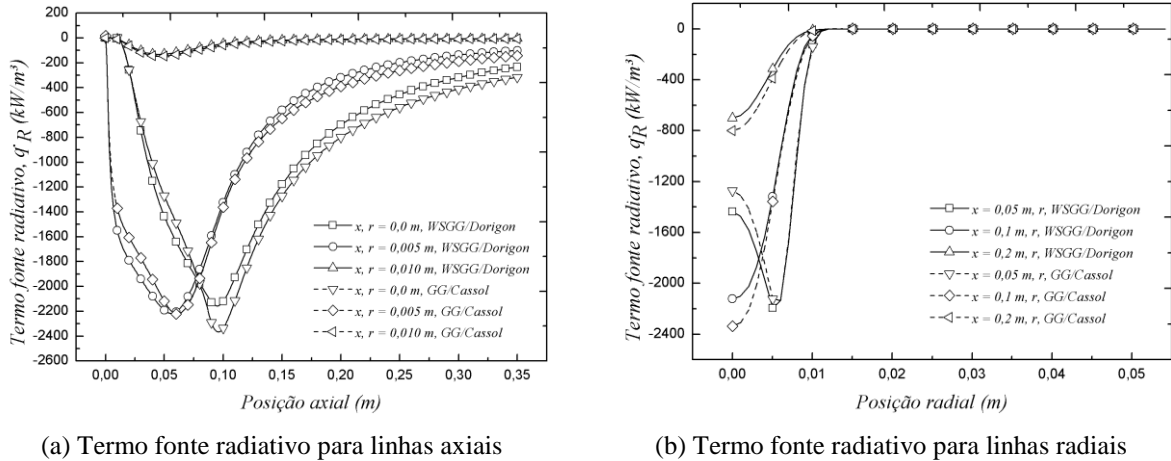 Termo fonte radiativo, q̇R (kW/m³)
200
0
-200
-400
-600
-800
-1000
-1200
-1400
-1600
-1800
-2000
-2200
-2400
-2600
0,00 0,05 0,10 0,15 0,20 0,25 0,30 0,35
Posição axial (m)
x, r = 0,0 m, WSGG/Dorigon
x, r = 0,005 m, WSGG/Dorigon
x, r = 0,010 m, WSGG/Dorigon
x, r = 0,0 m, GG/Cassol
x, r = 0,005 m, GG/Cassol
x, r = 0,010 m, GG/Cassol
(a) Termo fonte radiativo para linhas axiais
Termo fonte radiativo, q̇R (kW/m³)
0
-400
-800
-1200
-1600
-2000
-2400
0,00 0,01 0,02 0,03 0,04 0,05
Posição radial (m)
x = 0,05 m, r, WSGG/Dorigon
x = 0,1 m, r, WSGG/Dorigon
x = 0,2 m, r, WSGG/Dorigon
x = 0,05 m, r, GG/Cassol
x = 0,1 m, r, GG/Cassol
x = 0,2 m, r, GG/Cassol
(b) Termo fonte radiativo para linhas radiais